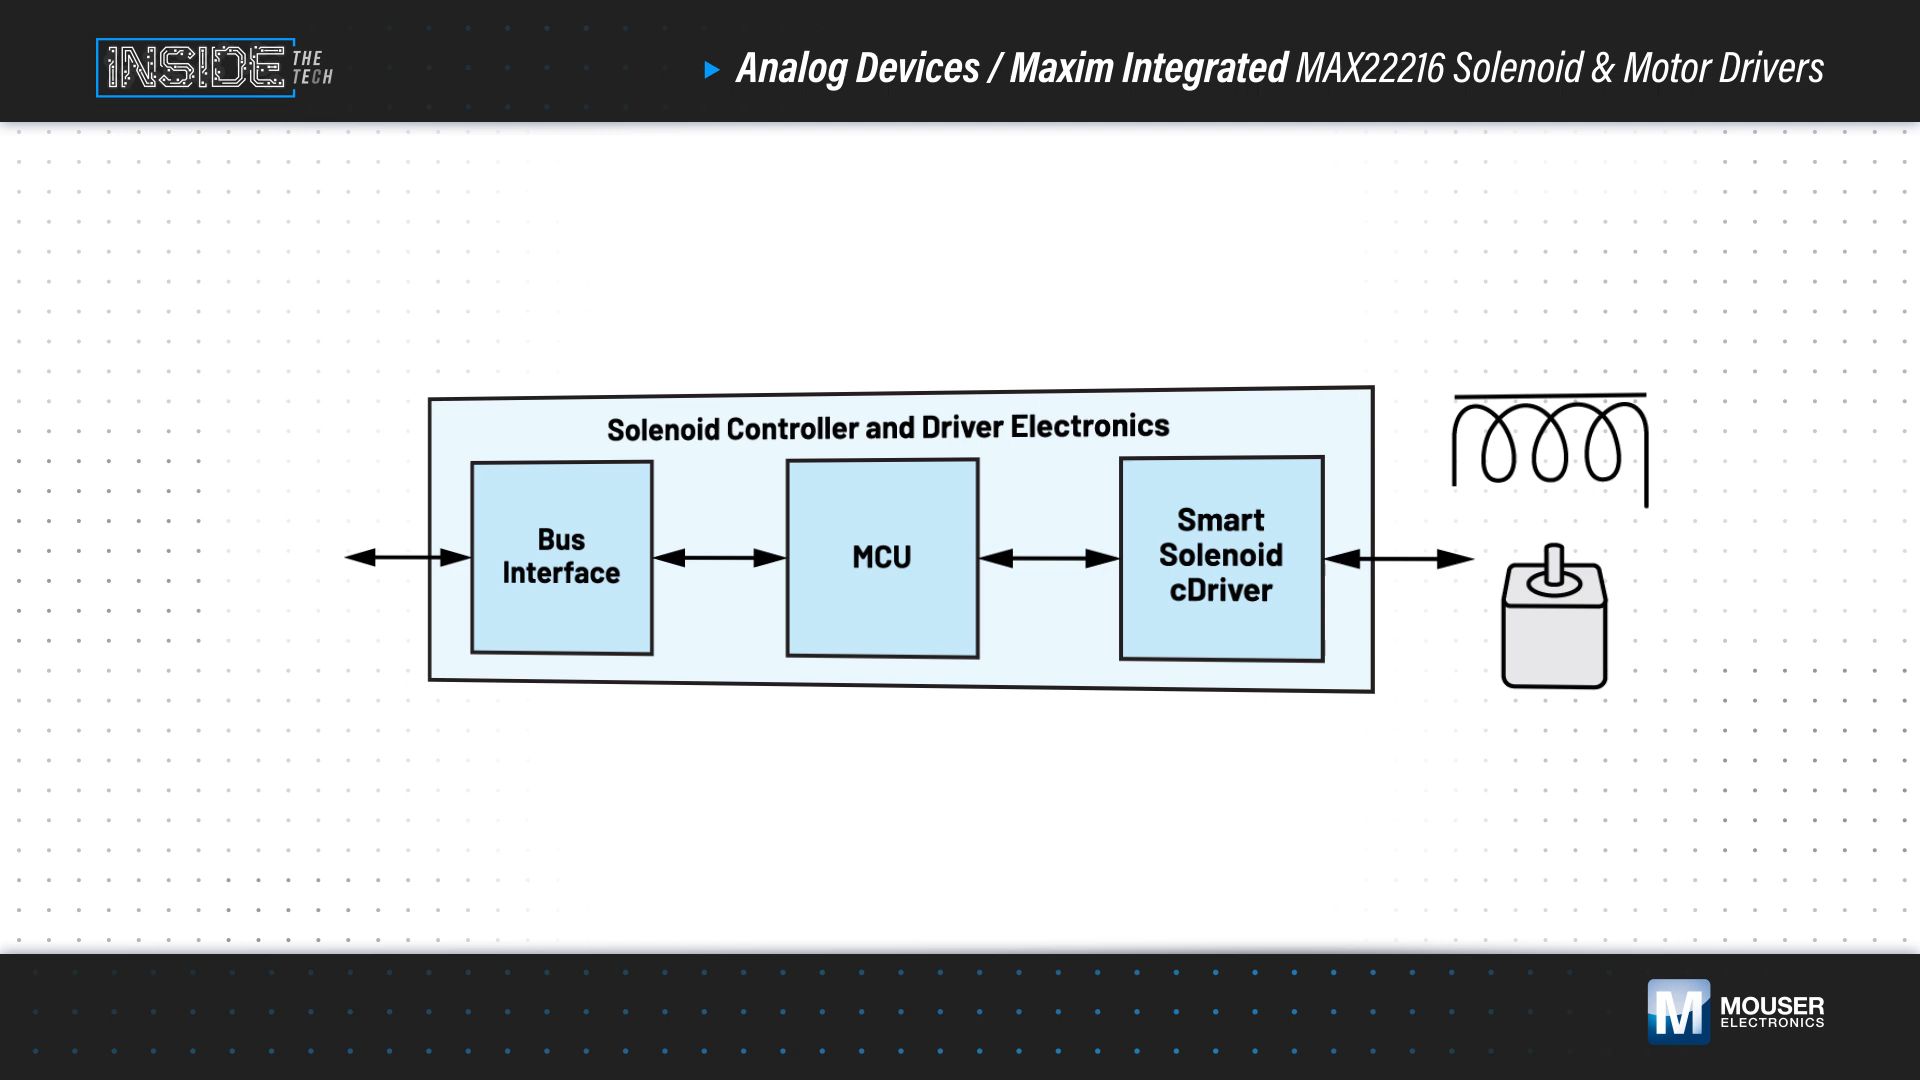 INSIDE THE TECH
Analog Devices / Maxim Integrated MAX22216 Solenoid & Motor Drivers
Solenoid Controller and Driver Electronics
Bus
Interface
MCU
Smart
Solenoid
cDriver
M MOUSER
ELECTRONICS